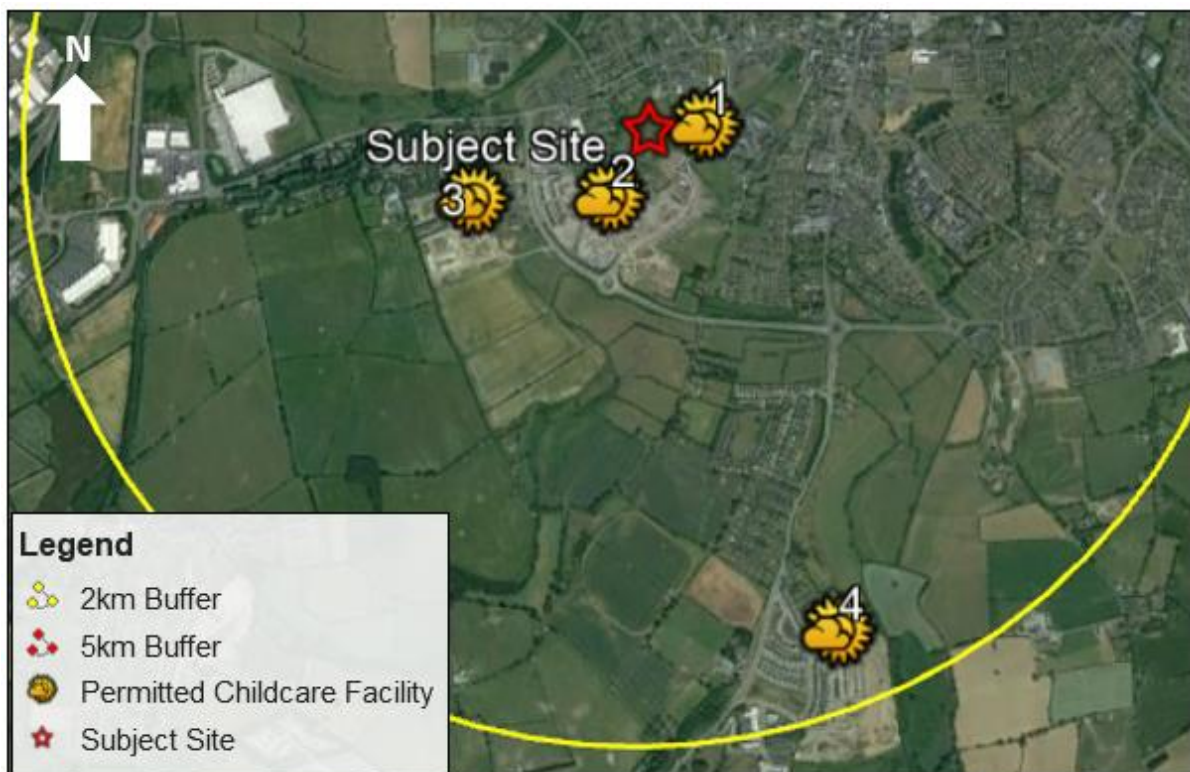 N
1
Subject Site
2
3
4
Legend
2km Buffer
5km Buffer
Permitted Childcare Facility
Subject Site